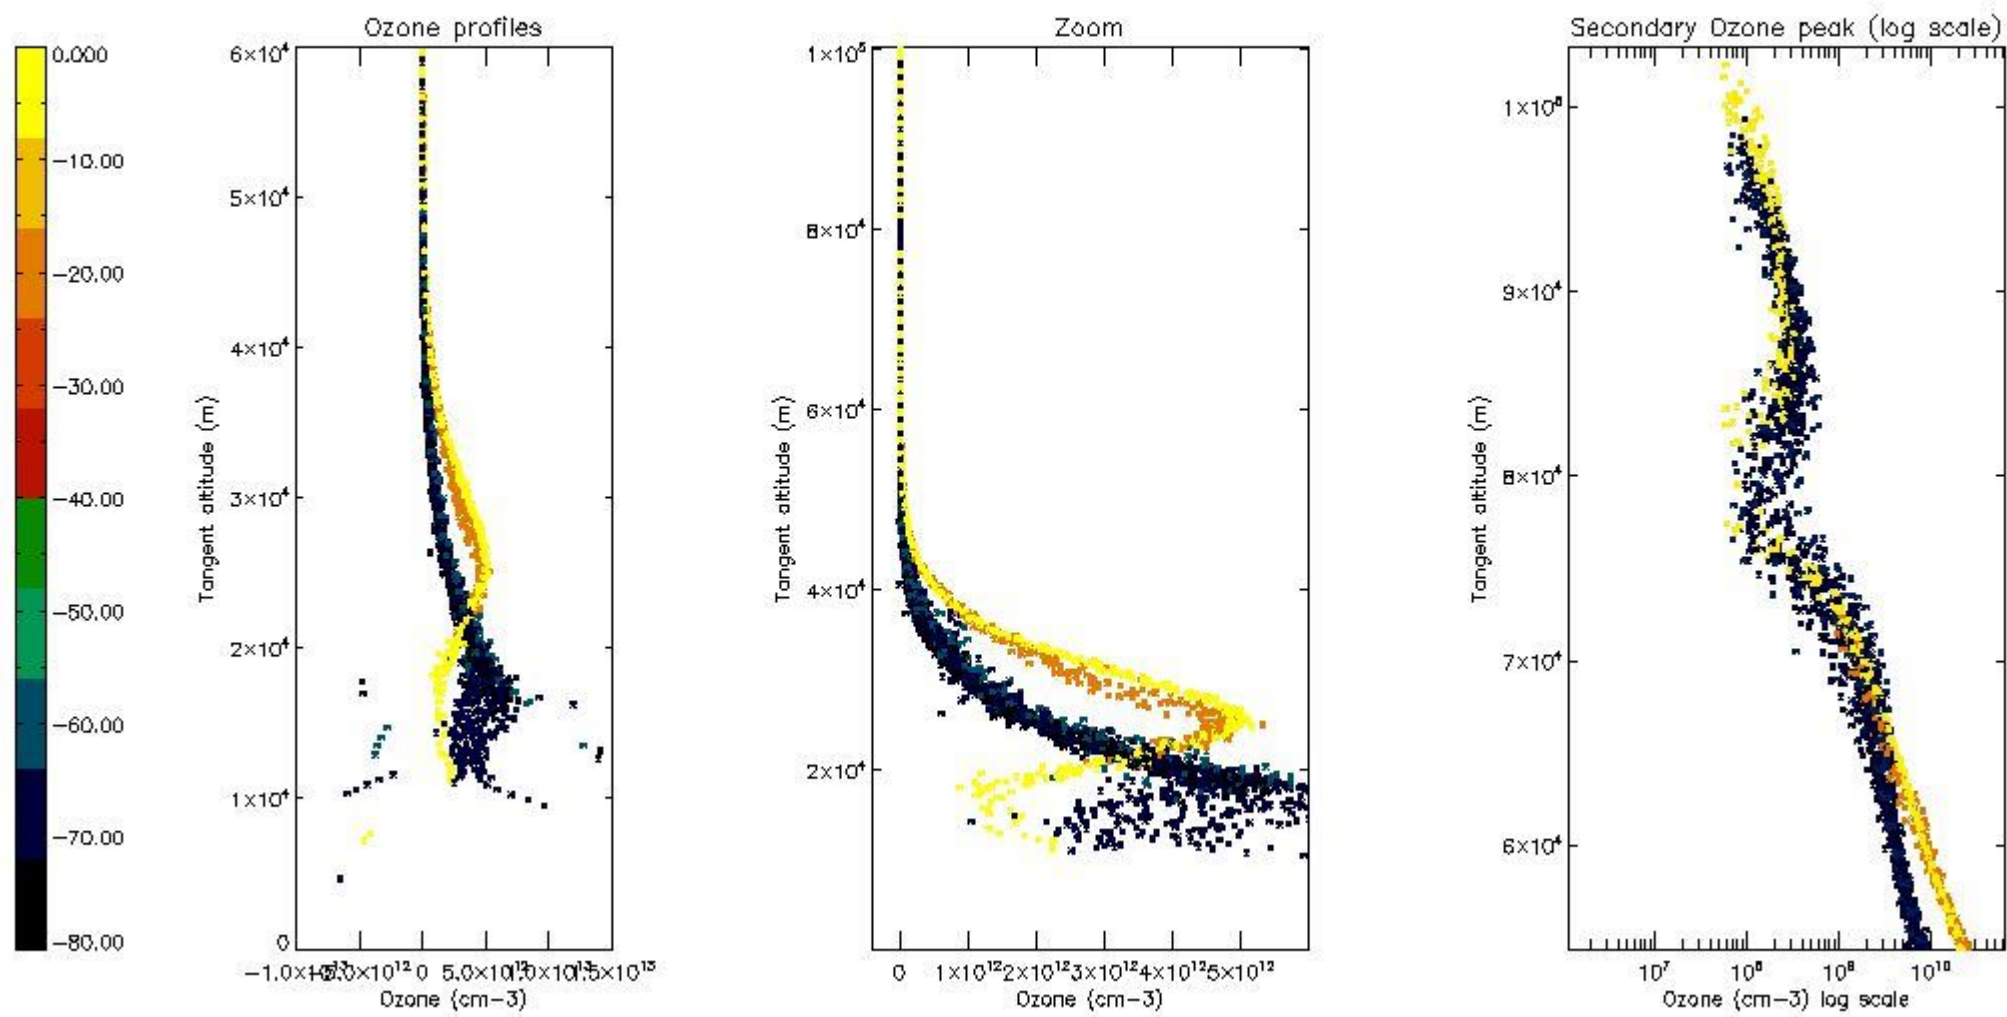 Ozone profiles
Zoom
Secondary Ozone peak (log scale)
0.000
−10.00
−20.00
−30.00
−40.00
−50.00
−60.00
−70.00
−80.00
6×10⁴
5×10⁴
4×10⁴
3×10⁴
2×10⁴
1×10⁴
0
Tangent altitude (m)
0
Ozone (cm−3)
1×10⁵
8×10⁴
6×10⁴
4×10⁴
2×10⁴
Tangent altitude (m)
0 1×10¹² 2×10¹² 3×10¹² 4×10¹² 5×10¹²
Ozone (cm−3)
1×10⁵
9×10⁴
8×10⁴
7×10⁴
6×10⁴
Tangent altitude (m)
10⁷ 10⁸ 10⁹ 10¹⁰
Ozone (cm−3) log scale